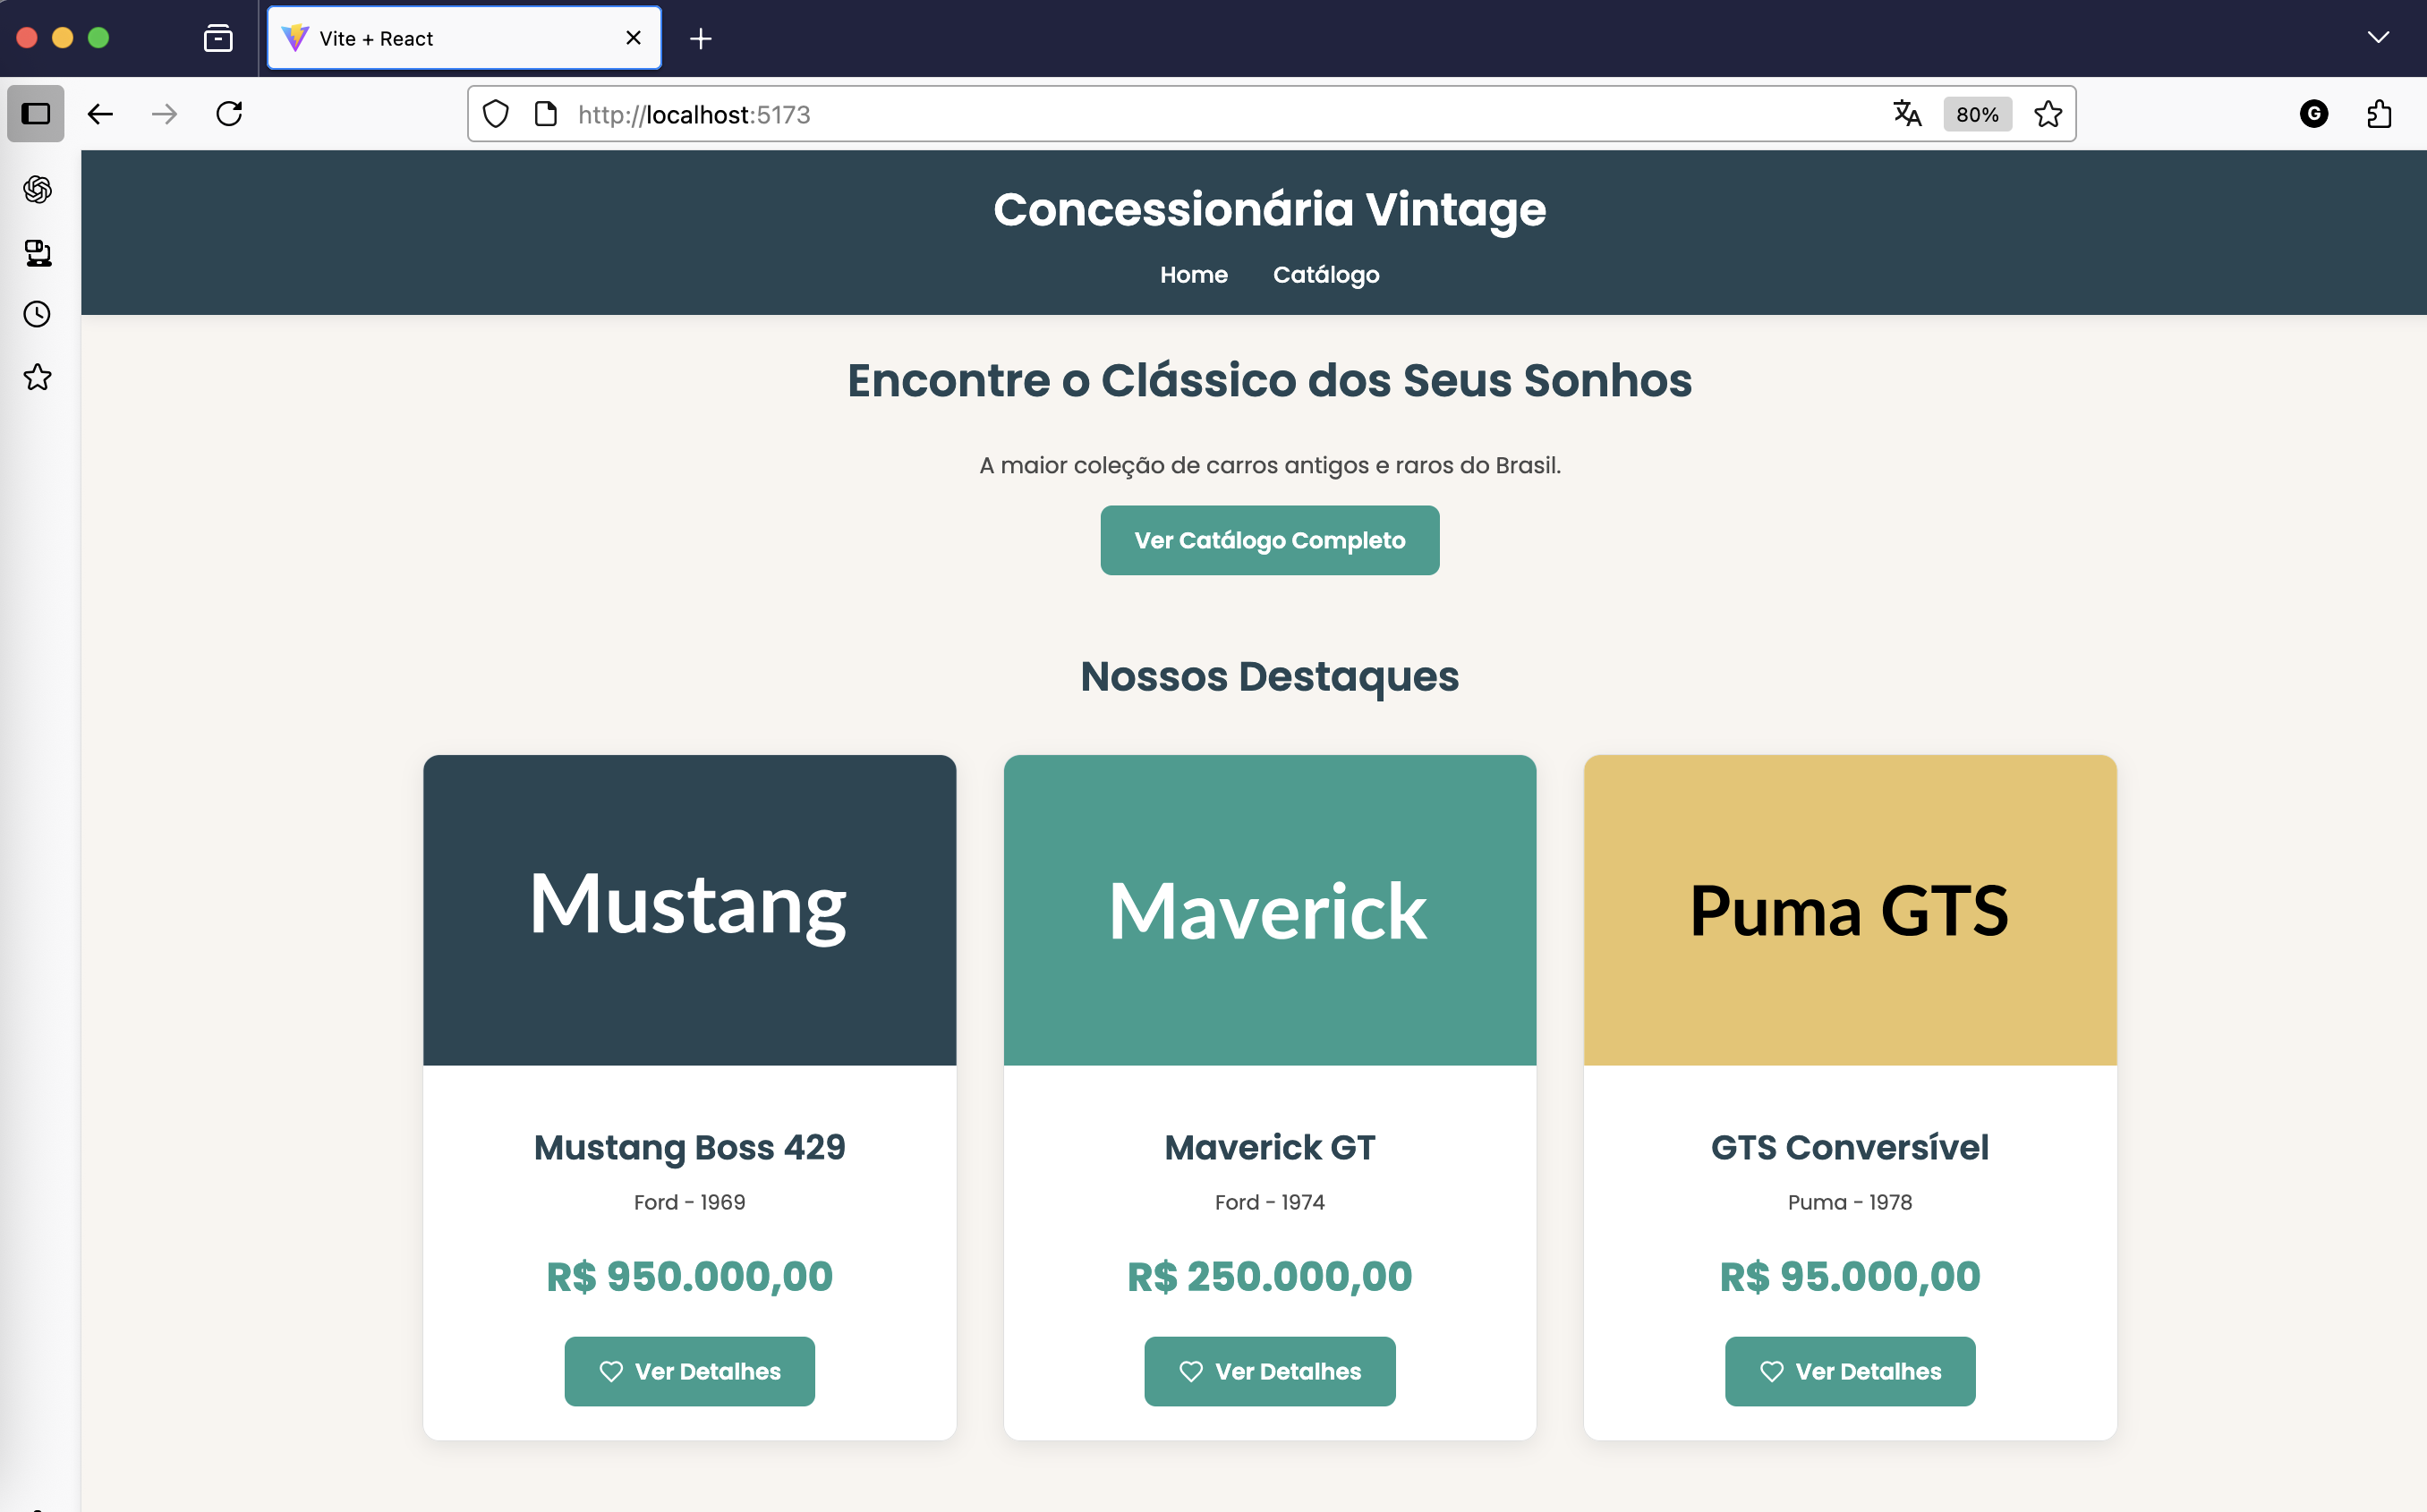 Vite + React
http://localhost:5173
80%
G
Concessionária Vintage
Home Catálogo
Encontre o Clássico dos Seus Sonhos
A maior coleção de carros antigos e raros do Brasil.
Ver Catálogo Completo
Nossos Destaques
Mustang
Mustang Boss 429
Ford - 1969
R$ 950.000,00
Ver Detalhes
Maverick
Maverick GT
Ford - 1974
R$ 250.000,00
Ver Detalhes
Puma GTS
GTS Conversível
Puma - 1978
R$ 95.000,00
Ver Detalhes